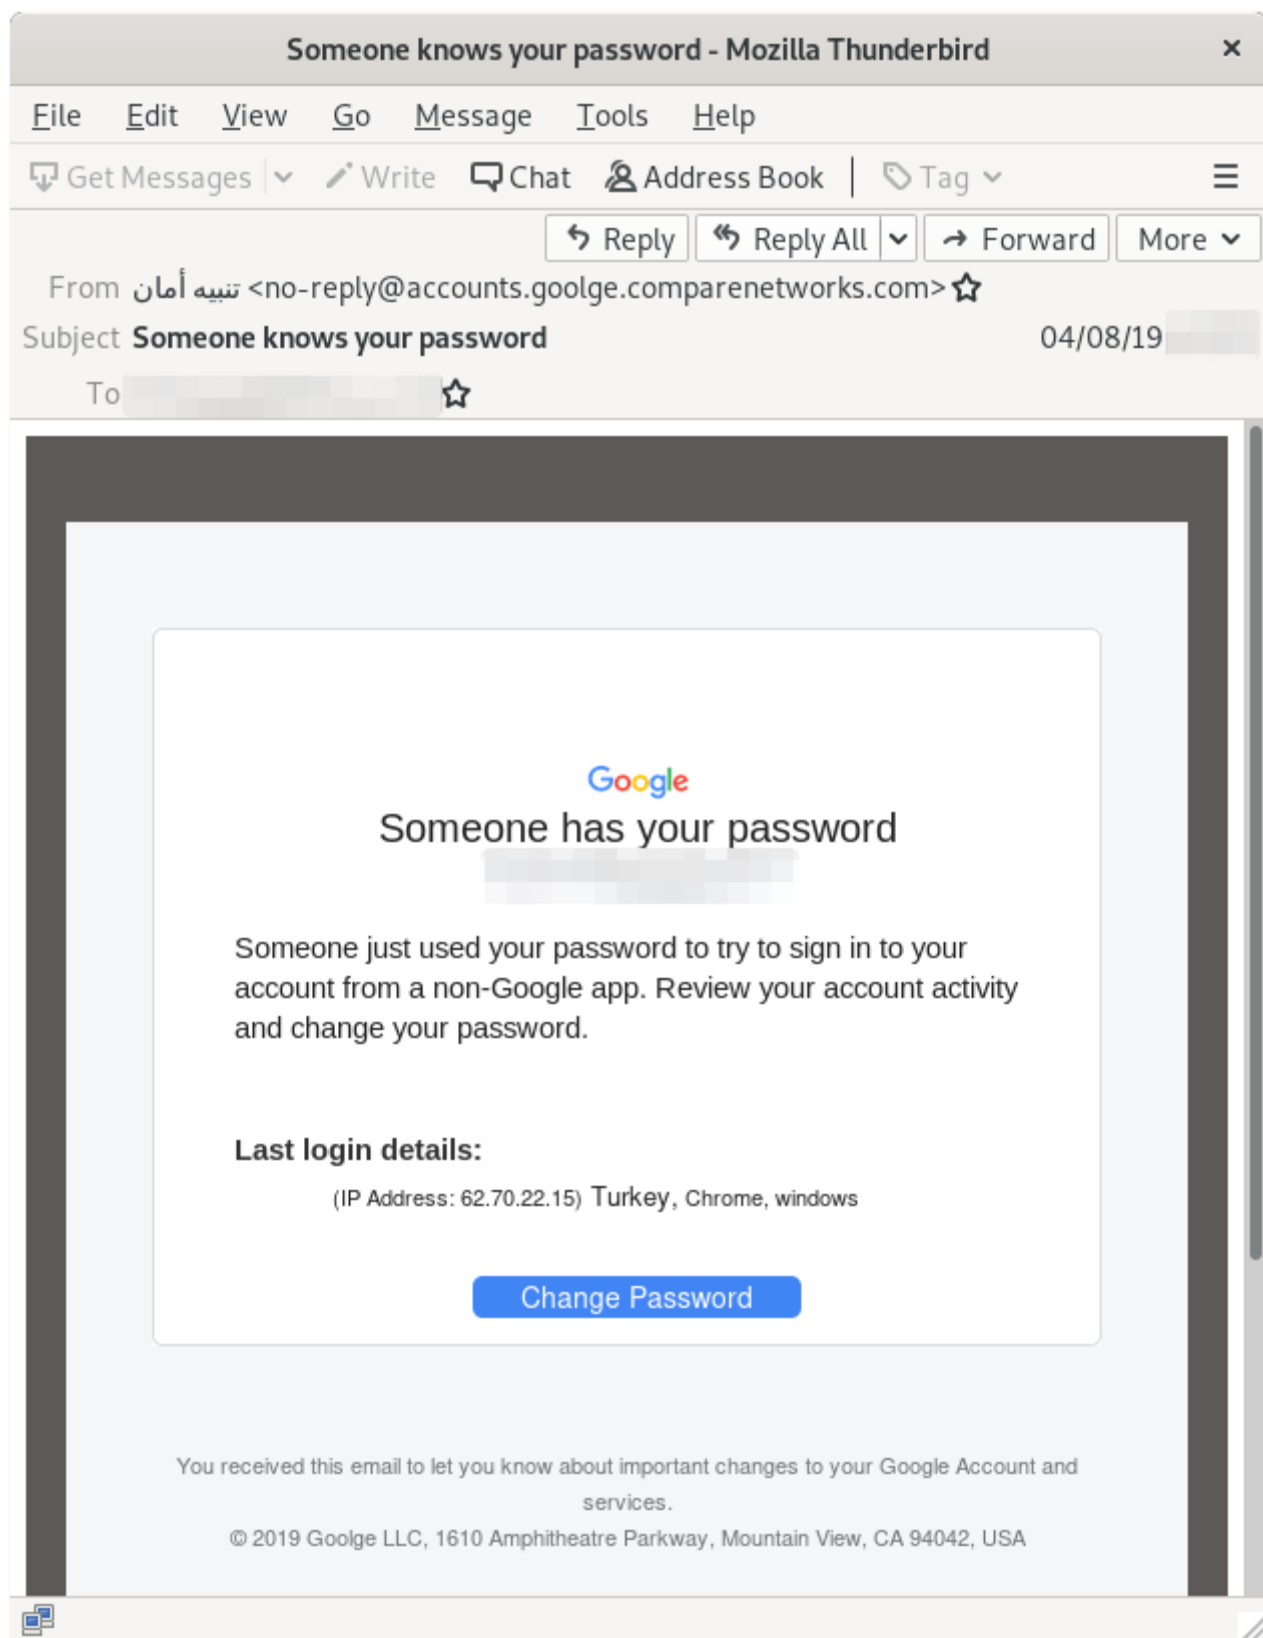 Someone knows your password - Mozilla Thunderbird
File Edit View Go Message Tools Help
Get Messages Write Chat Address Book Tag
Reply Reply All Forward More
From تنبيه أمان <no-reply@accounts.goolge.comparenetworks.com>
Subject Someone knows your password 04/08/19
To
Google
Someone has your password
Someone just used your password to try to sign in to your
account from a non-Google app. Review your account activity
and change your password.
Last login details:
(IP Address: 62.70.22.15) Turkey, Chrome, windows
Change Password
You received this email to let you know about important changes to your Google Account and
services.
© 2019 Goolge LLC, 1610 Amphitheatre Parkway, Mountain View, CA 94042, USA